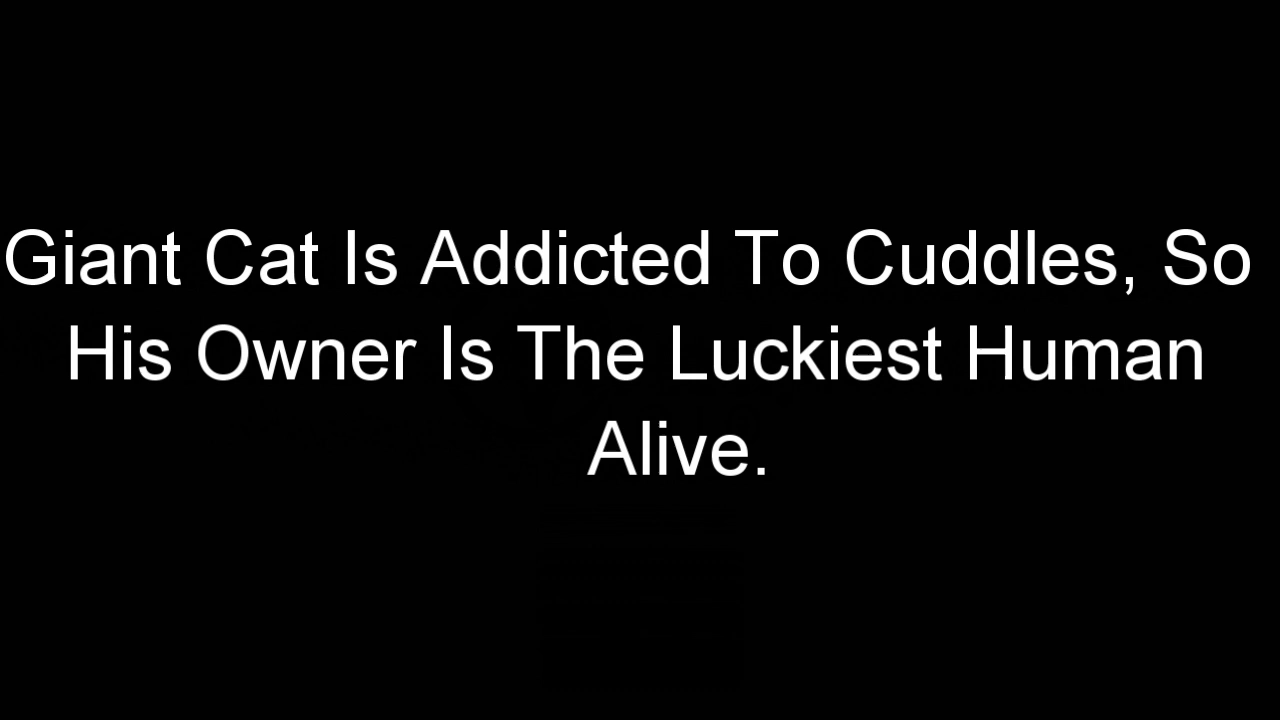 Giant Cat Is Addicted To Cuddles, So
His Owner Is The Luckiest Human
Alive.